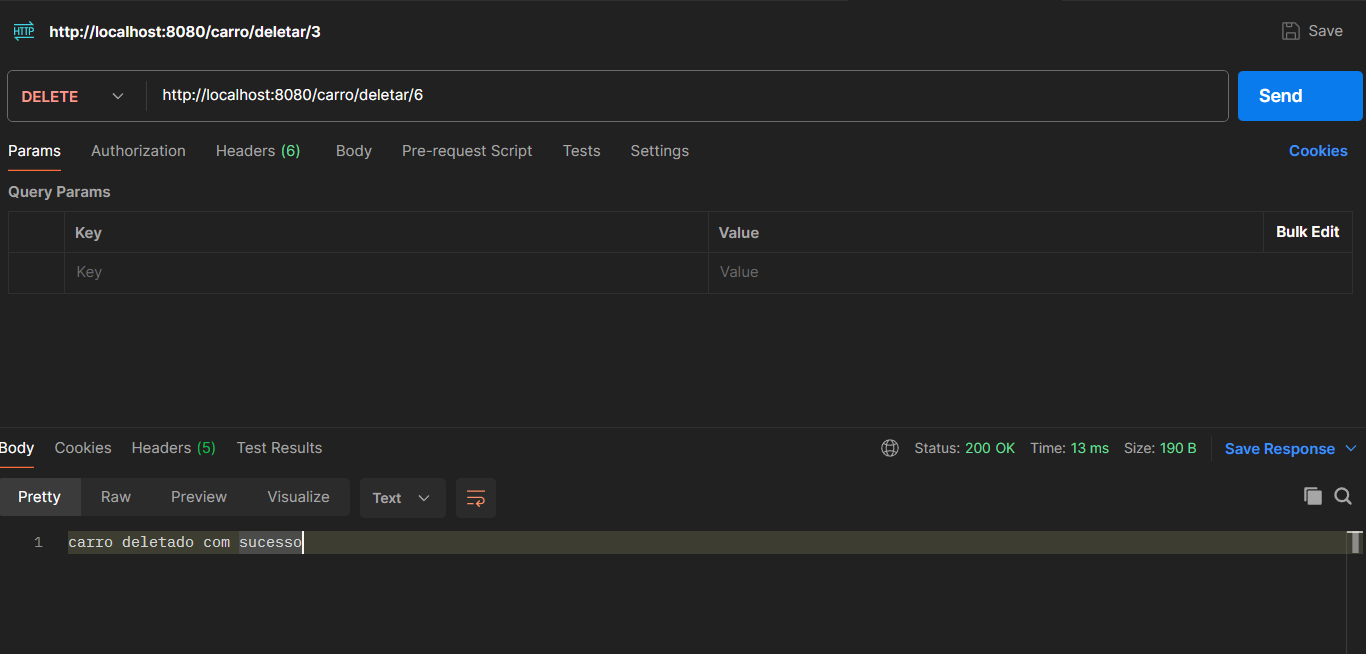 HTTP http://localhost:8080/carro/deletar/3 Save
DELETE http://localhost:8080/carro/deletar/6 Send
Params Authorization Headers (6) Body Pre-request Script Tests Settings Cookies
Query Params
Key Value Bulk Edit
Key Value
Body Cookies Headers (5) Test Results Status: 200 OK Time: 13 ms Size: 190 B Save Response
Pretty Raw Preview Visualize Text
1 carro deletado com sucesso